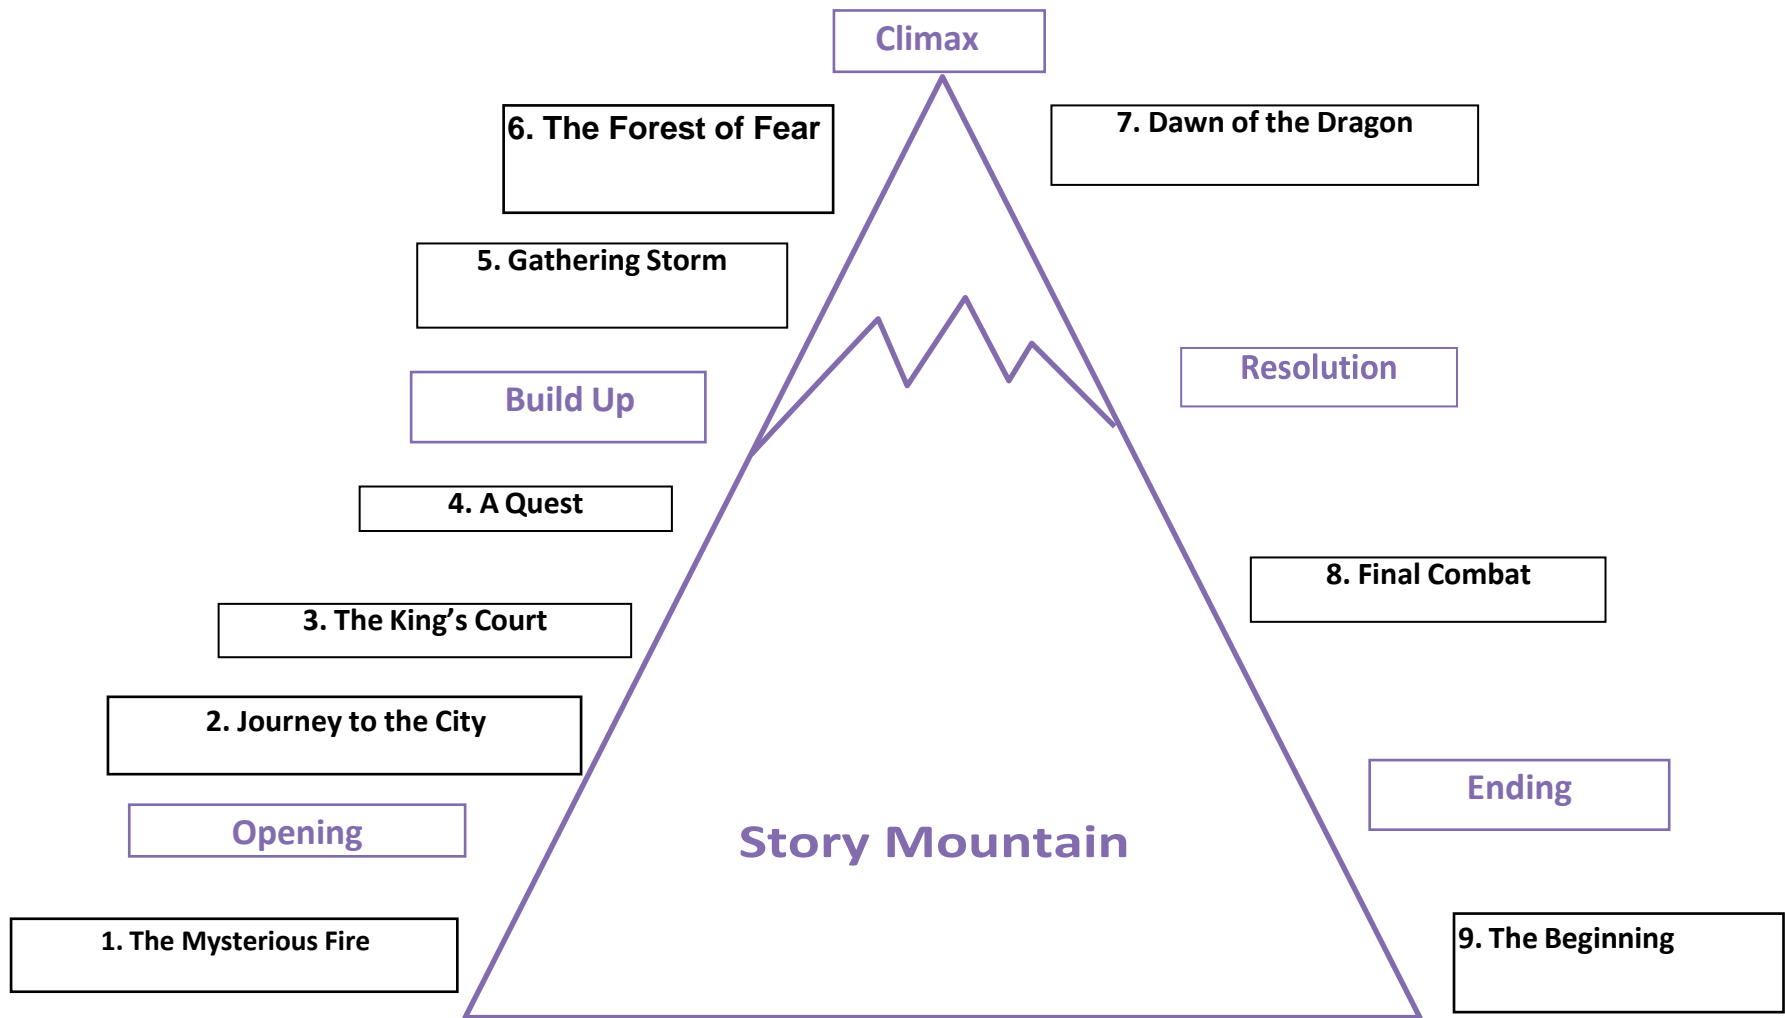 Climax
6. The Forest of Fear
7. Dawn of the Dragon
5. Gathering Storm
Build Up
Resolution
4. A Quest
8. Final Combat
3. The King’s Court
2. Journey to the City
Ending
Opening
Story Mountain
1. The Mysterious Fire
9. The Beginning